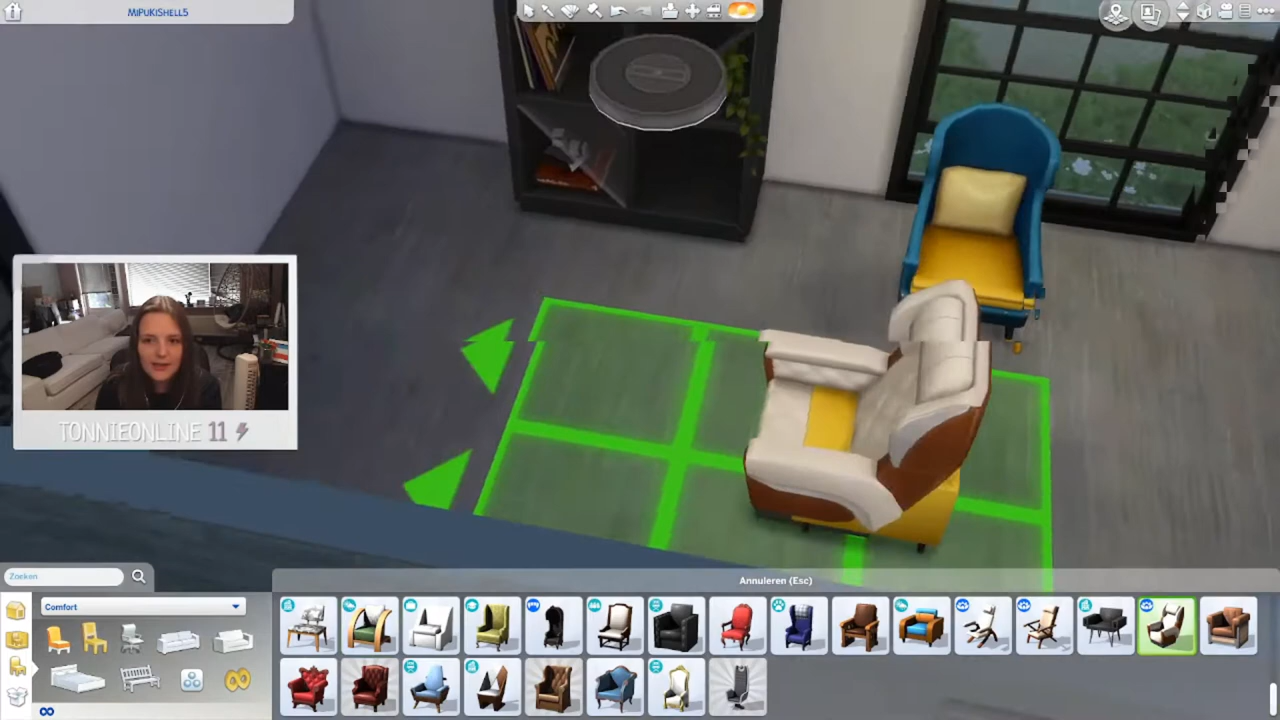 MiPUKiShell5
TONNIEONLINE 11
Annuleren (Esc)
Zoeken
Comfort